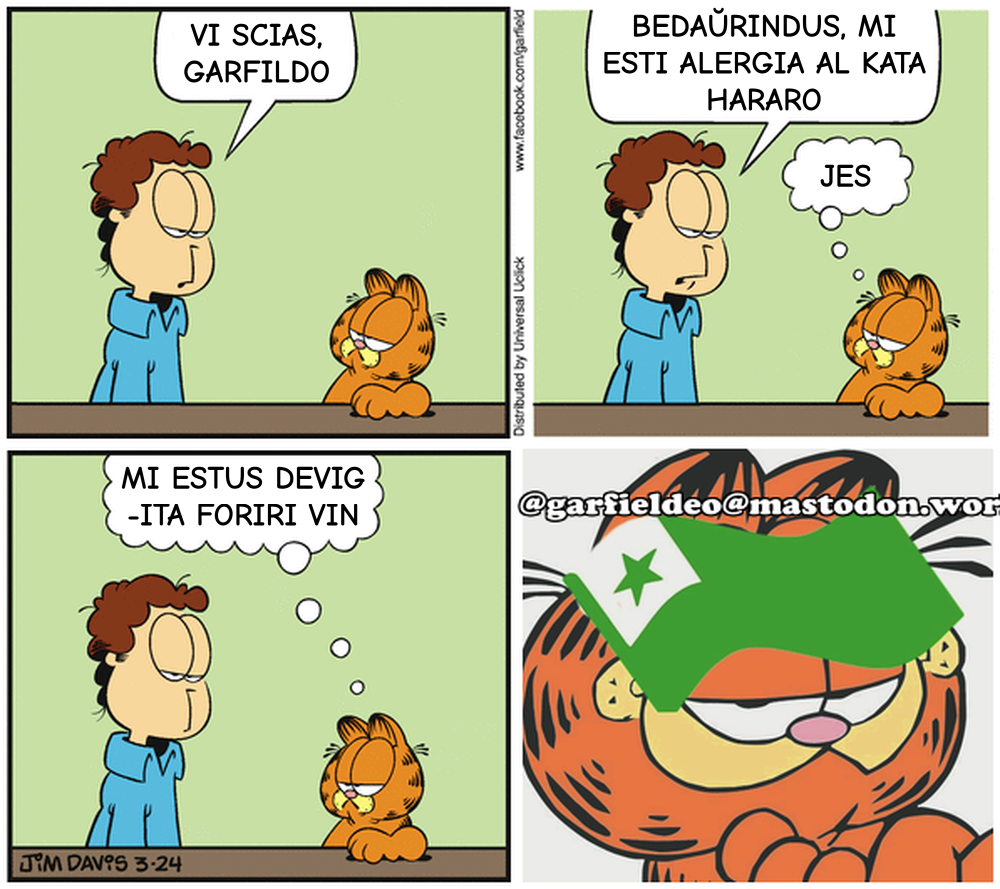 VI SCIAS,
GARFILDO
www.facebook.com/garfield
Distributed by Universal Uclick
BEDAŬRINDUS, MI
ESTI ALERGIA AL KATA
HARARO
JES
MI ESTUS DEVIG
-ITA FORIRI VIN
JIM DAVIS 3-24
@garfieldeo@mastodon.wor